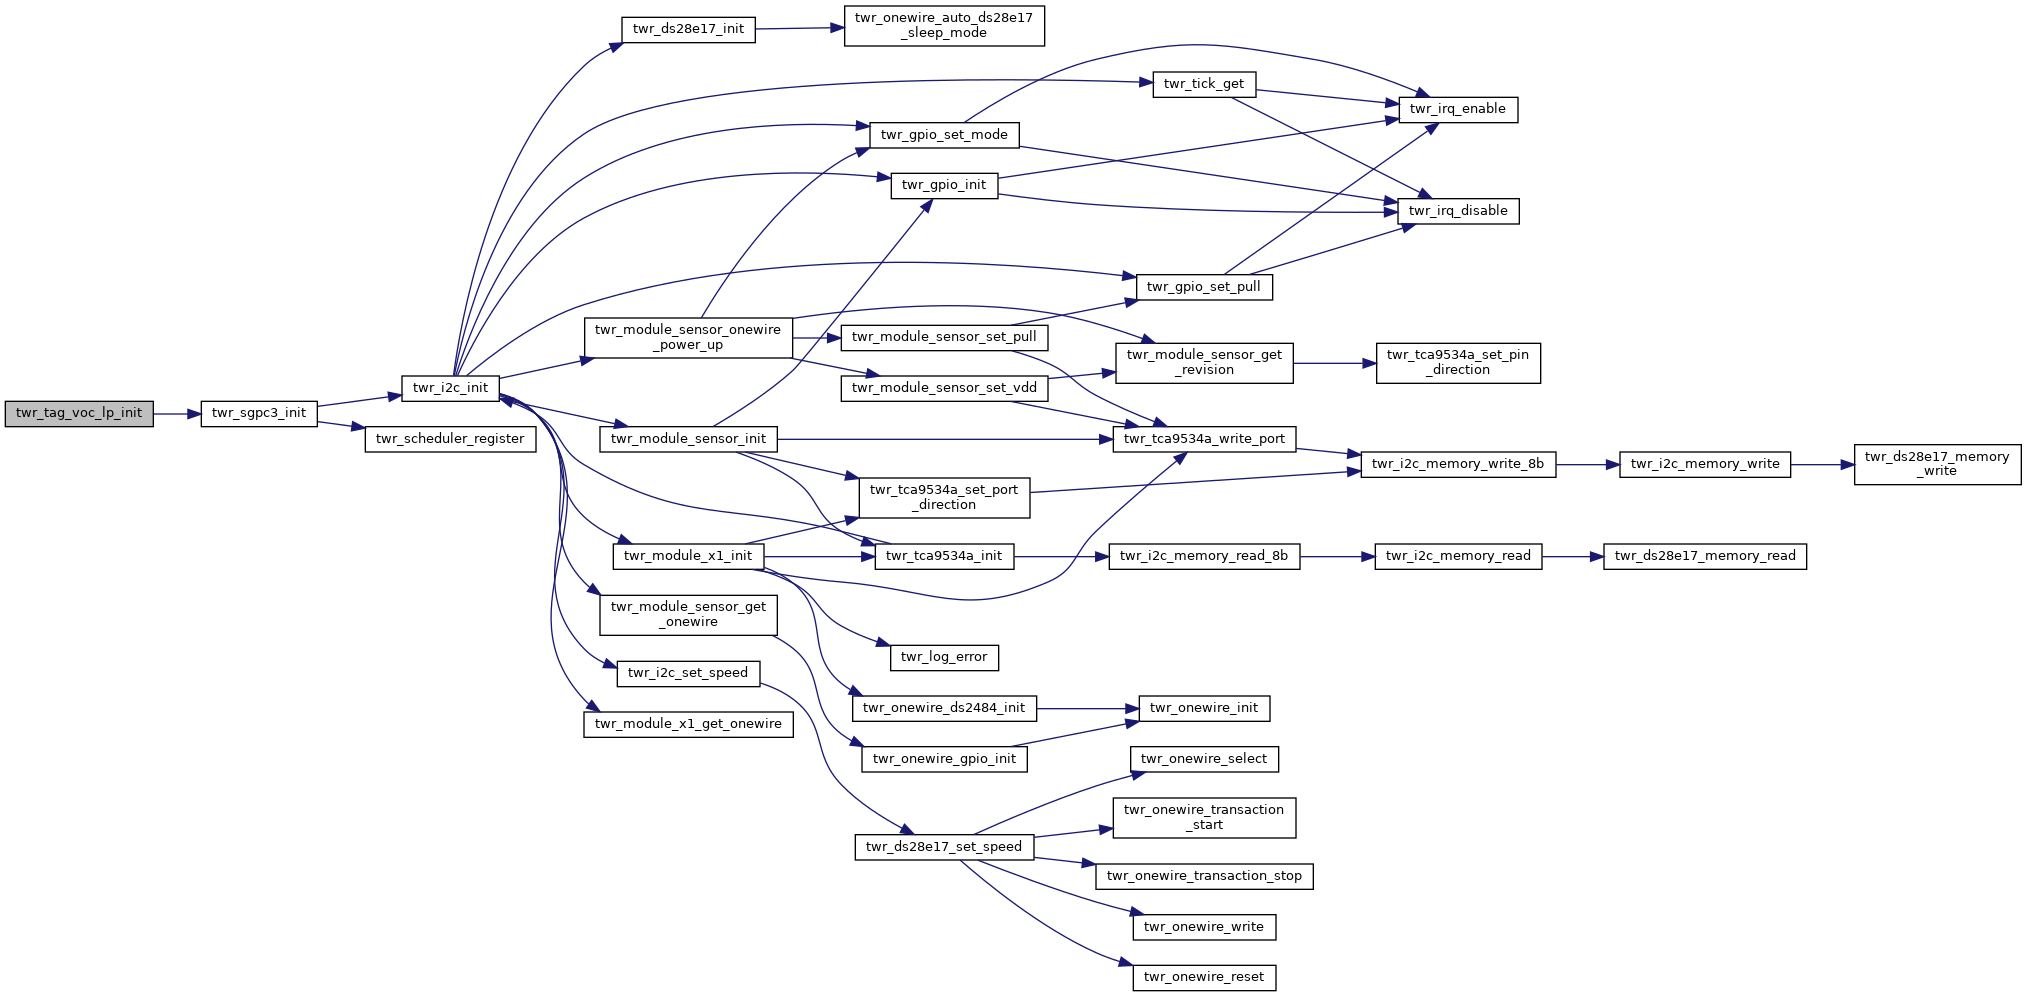 twr_ds28e17_init
twr_onewire_auto_ds28e17
_sleep_mode
twr_tick_get
twr_irq_enable
twr_gpio_set_mode
twr_gpio_init
twr_irq_disable
twr_gpio_set_pull
twr_module_sensor_onewire
_power_up
twr_module_sensor_set_pull
twr_module_sensor_get
_revision
twr_tca9534a_set_pin
_direction
twr_i2c_init
twr_module_sensor_set_vdd
twr_tag_voc_lp_init
twr_sgpc3_init
twr_scheduler_register
twr_module_sensor_init
twr_tca9534a_write_port
twr_i2c_memory_write_8b
twr_i2c_memory_write
twr_ds28e17_memory
_write
twr_tca9534a_set_port
_direction
twr_module_x1_init
twr_tca9534a_init
twr_i2c_memory_read_8b
twr_i2c_memory_read
twr_ds28e17_memory_read
twr_module_sensor_get
_onewire
twr_log_error
twr_i2c_set_speed
twr_onewire_ds2484_init
twr_onewire_init
twr_module_x1_get_onewire
twr_onewire_gpio_init
twr_onewire_select
twr_onewire_transaction
_start
twr_ds28e17_set_speed
twr_onewire_transaction_stop
twr_onewire_write
twr_onewire_reset